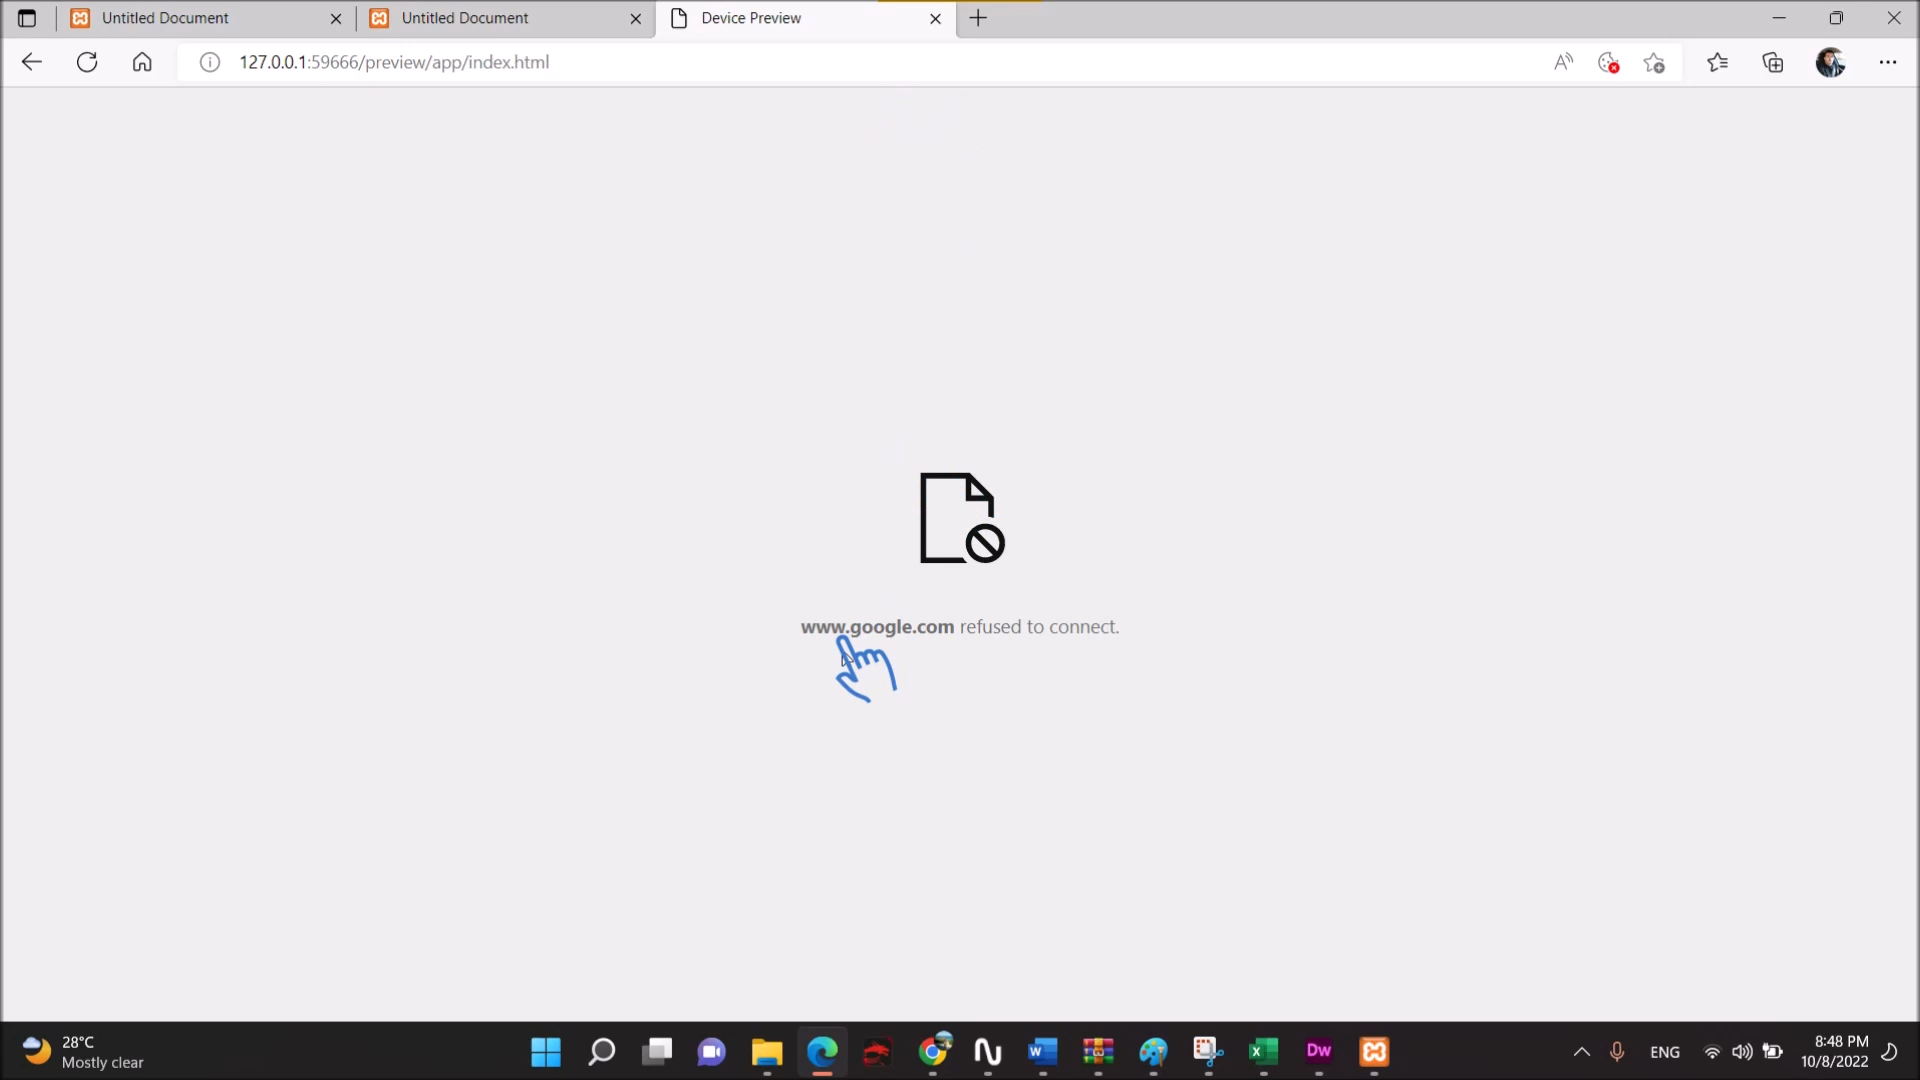 Untitled Document
Untitled Document
Device Preview
127.0.0.1:59666/preview/app/index.html
www.google.com refused to connect.
28°C
Mostly clear
W
X
Dw
ENG
8:48 PM
10/8/2022